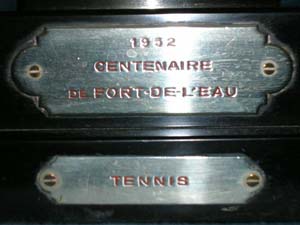 1952
CENTENAIRE
DE FORT-DE-L'EAU
TENNIS